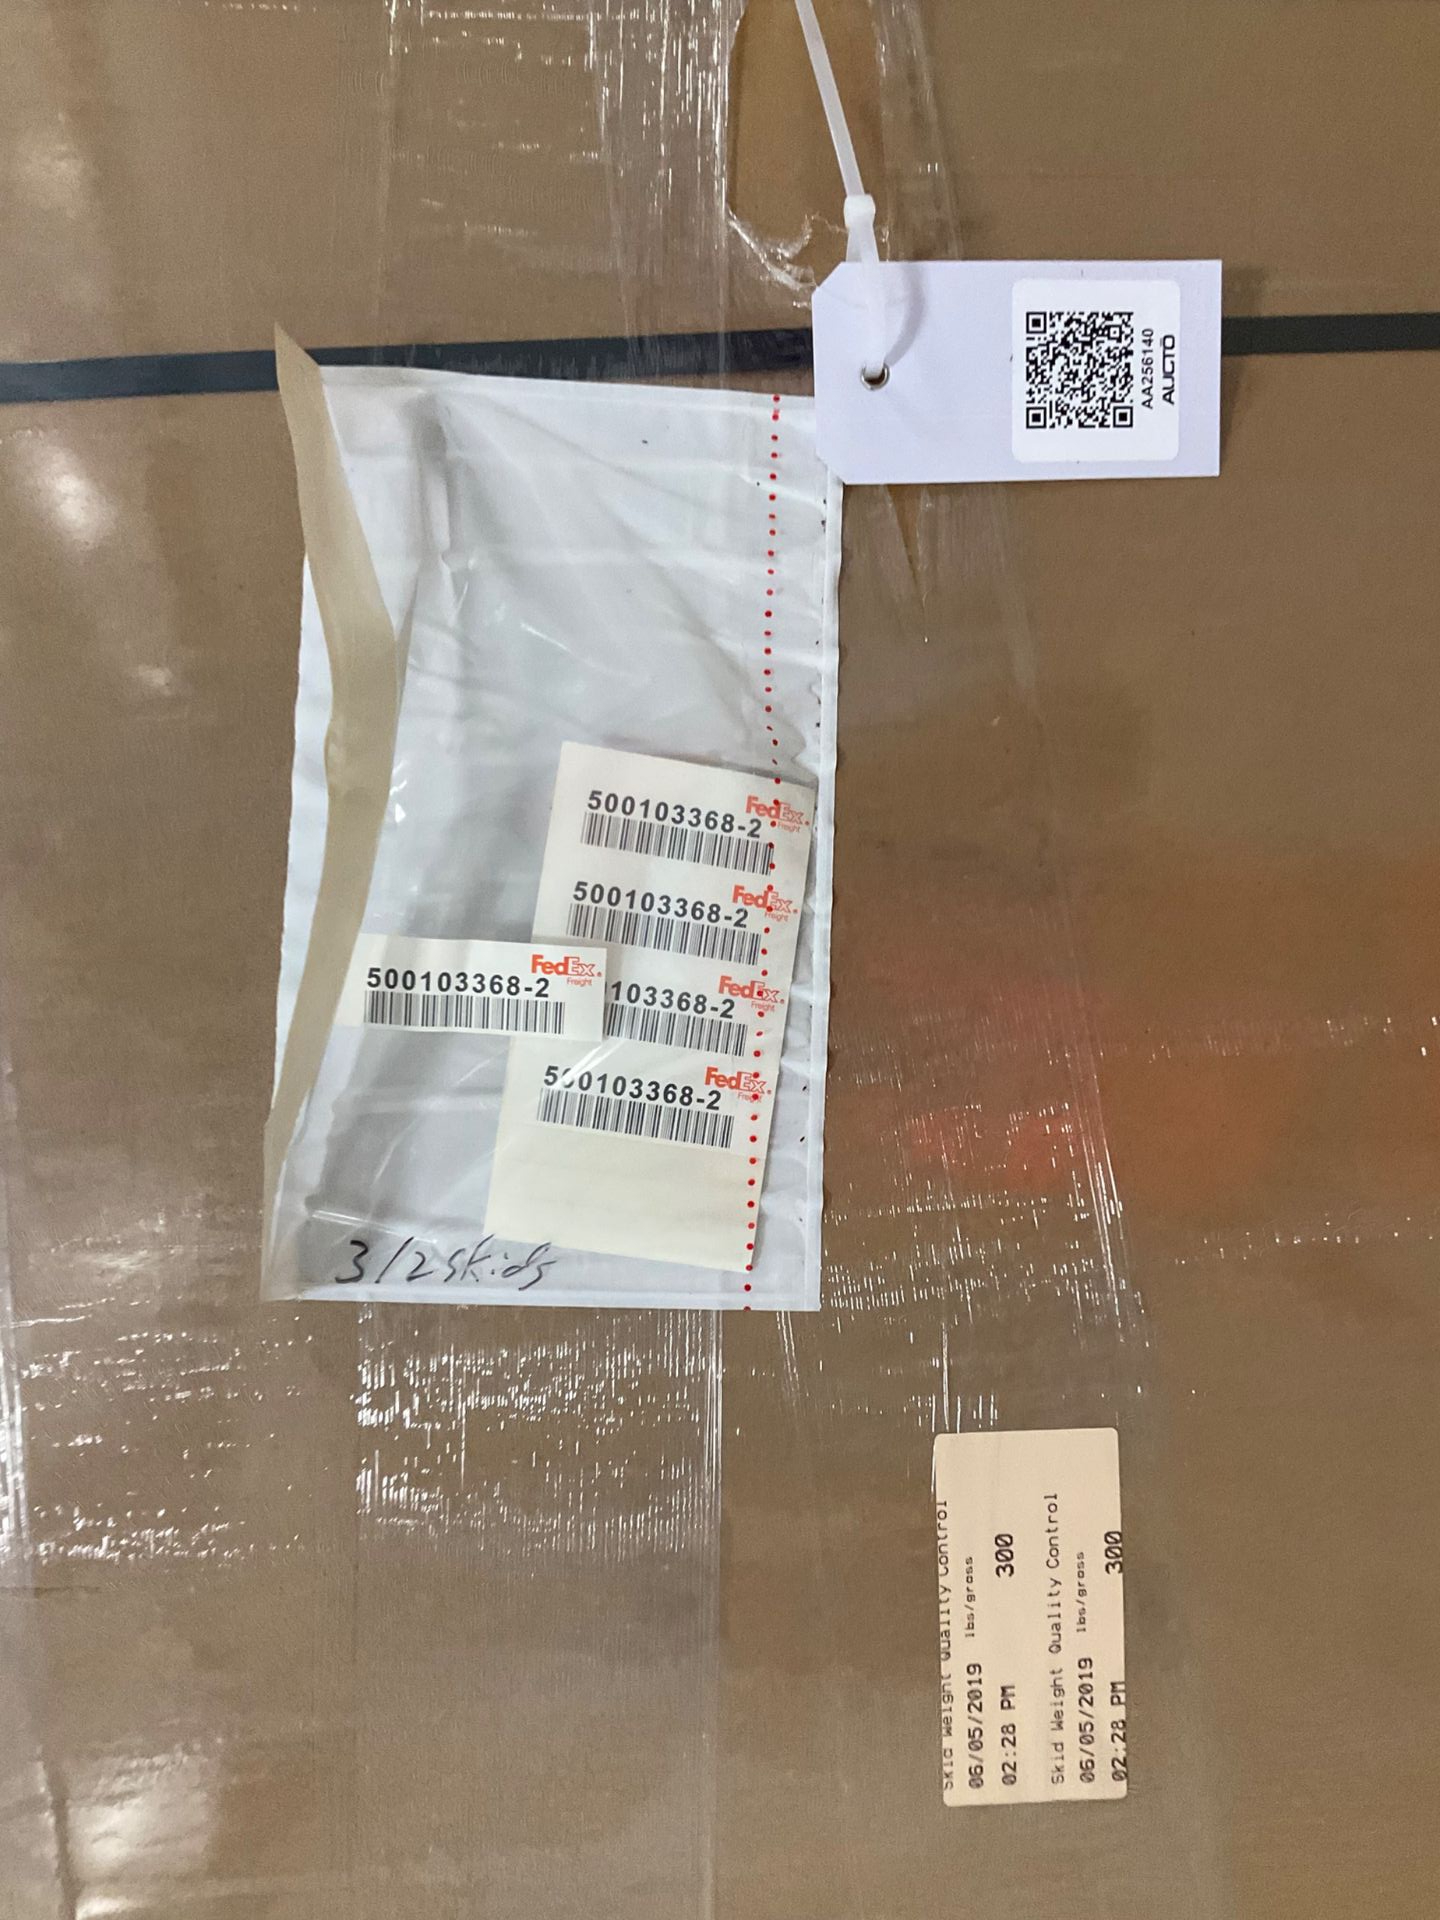 AA256140
AUCTO
FedEx®
Freight
500103368-2
FedEx®
Freight
500103368-2
FedEx®
Freight
500103368-2
FedEx®
Freight
103368-2
FedEx®
Freight
500103368-2
3/2 skids
Skid Weight Quality Control
06/05/2019 lbs/gross
02:28 PM 300
Skid Weight Quality Control
06/05/2019 lbs/gross
02:28 PM 300